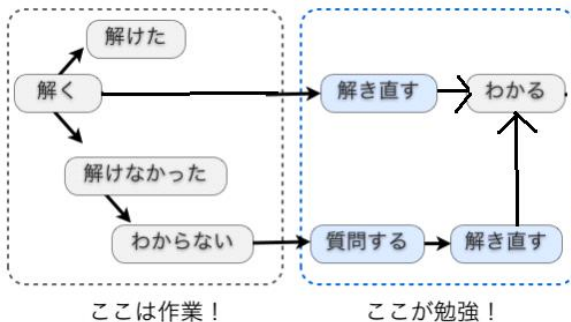 解けた
解く
解き直す
わかる
解けなかった
わからない
質問する
解き直す
ここは作業！
ここが勉強！